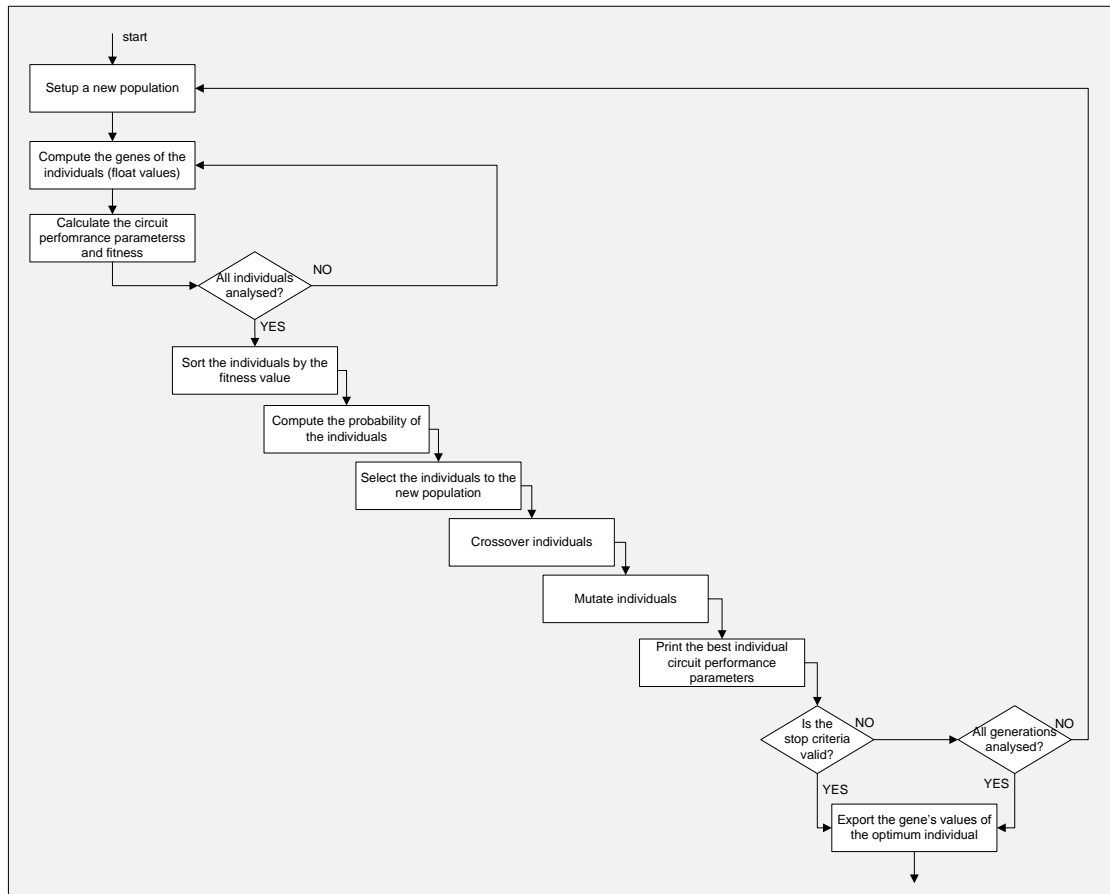 start
Setup a new population
Compute the genes of the
individuals (float values)
Calculate the circuit
perfomrance parameterss
and fitness
All individuals
analysed?
NO
YES
Sort the individuals by the
fitness value
Compute the probability of
the individuals
Select the individuals to the
new population
Crossover individuals
Mutate individuals
Print the best individual
circuit performance
parameters
Is the
stop criteria
valid?
NO
YES
All generations
analysed?
NO
YES
Export the gene's values of
the optimum individual